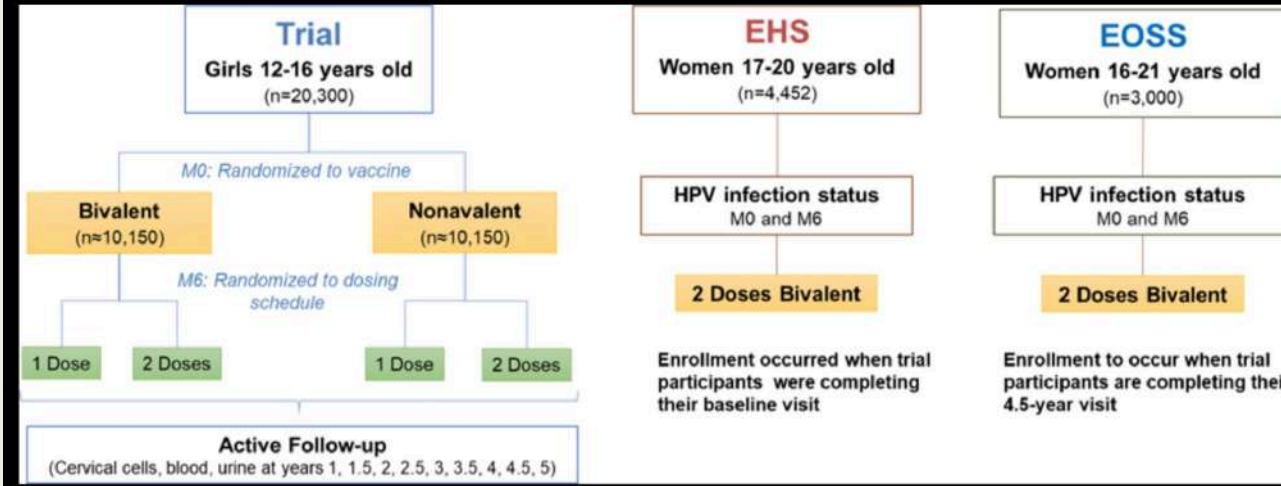 Trial
Girls 12-16 years old
(n=20,300)
M0: Randomized to vaccine
Bivalent
(n≈10,150)
Nonavalent
(n≈10,150)
M6: Randomized to dosing
schedule
1 Dose
2 Doses
1 Dose
2 Doses
Active Follow-up
(Cervical cells, blood, urine at years 1, 1.5, 2, 2.5, 3, 3.5, 4, 4.5, 5)
EHS
Women 17-20 years old
(n=4,452)
HPV infection status
M0 and M6
2 Doses Bivalent
Enrollment occurred when trial
participants were completing
their baseline visit
EOSS
Women 16-21 years old
(n=3,000)
HPV infection status
M0 and M6
2 Doses Bivalent
Enrollment to occur when trial
participants are completing thei
4.5-year visit